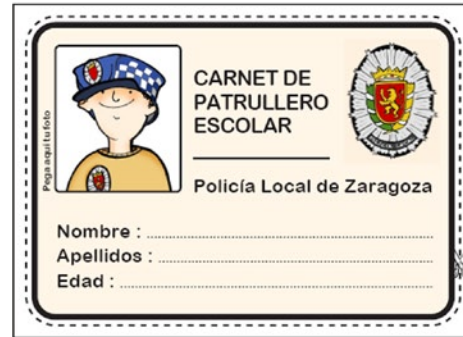 CARNET DE
PATRULLERO
ESCOLAR
Policía Local de Zaragoza
Pega aquí tu foto
Nombre :
Apellidos :
Edad :